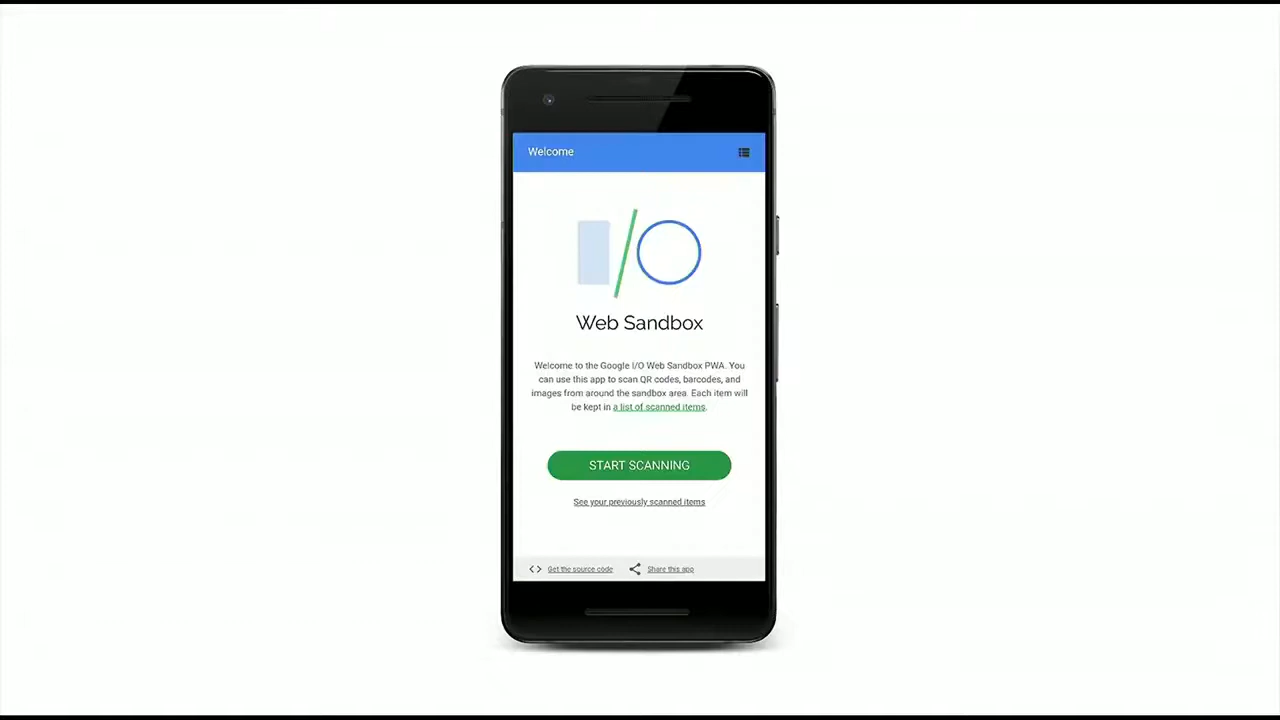 Welcome
I/O
Web Sandbox
Welcome to the Google I/O Web Sandbox PWA. You
can use this app to scan QR codes, barcodes, and
images from around the sandbox area. Each item will
be kept in a list of scanned items.
START SCANNING
See your previously scanned items
<> Get the source code Share this app